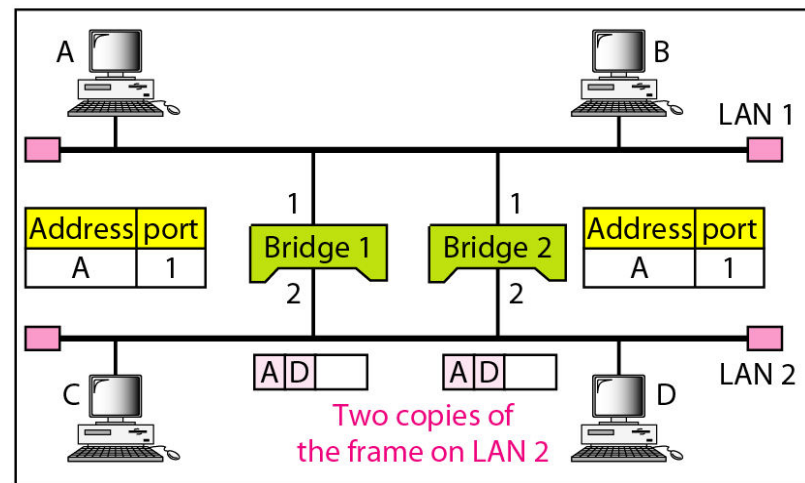 A
B
LAN 1
1
1
Address port
A 1
Bridge 1
Bridge 2
Address port
A 1
2
2
C
A D
A D
D
LAN 2
Two copies of
the frame on LAN 2